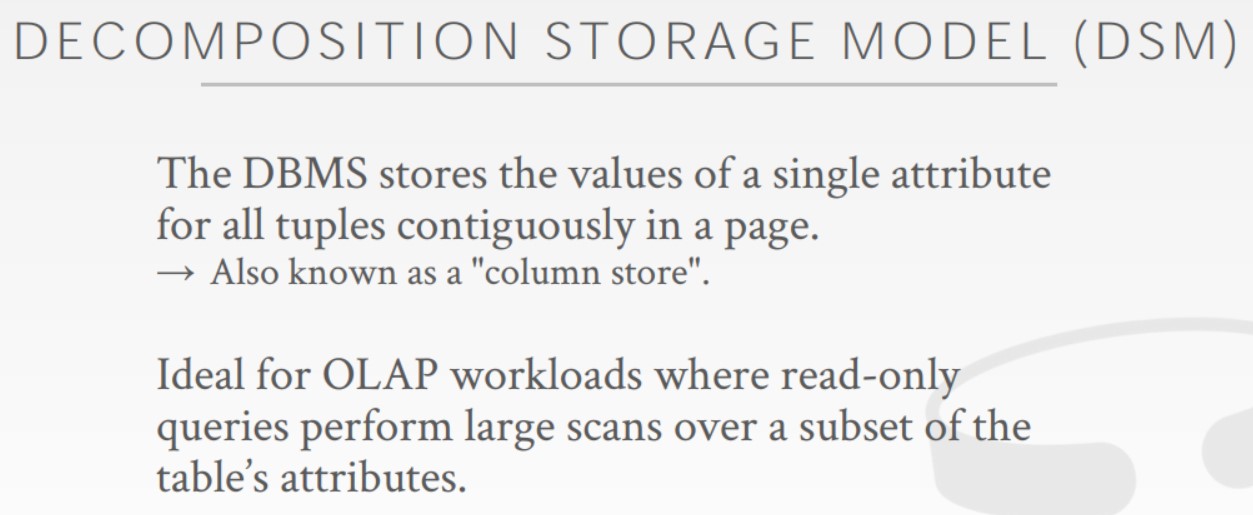 DECOMPOSITION STORAGE MODEL (DSM)
The DBMS stores the values of a single attribute
for all tuples contiguously in a page.
→ Also known as a "column store".
Ideal for OLAP workloads where read-only
queries perform large scans over a subset of the
table’s attributes.